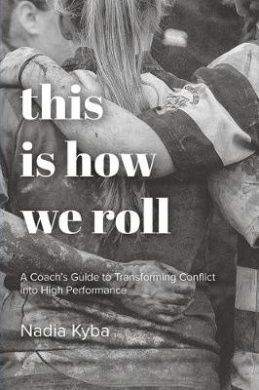 this
is how
we roll
A Coach's Guide to Transforming Conflict
into High Performance
Nadia Kyba